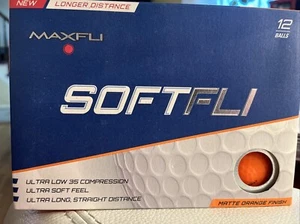 NEW
LONGER DISTANCE
12
BALLS
MAXFLI
SOFTFLI
ULTRA LOW 35 COMPRESSION
ULTRA SOFT FEEL
ULTRA LONG, STRAIGHT DISTANCE
MATTE ORANGE FINISH